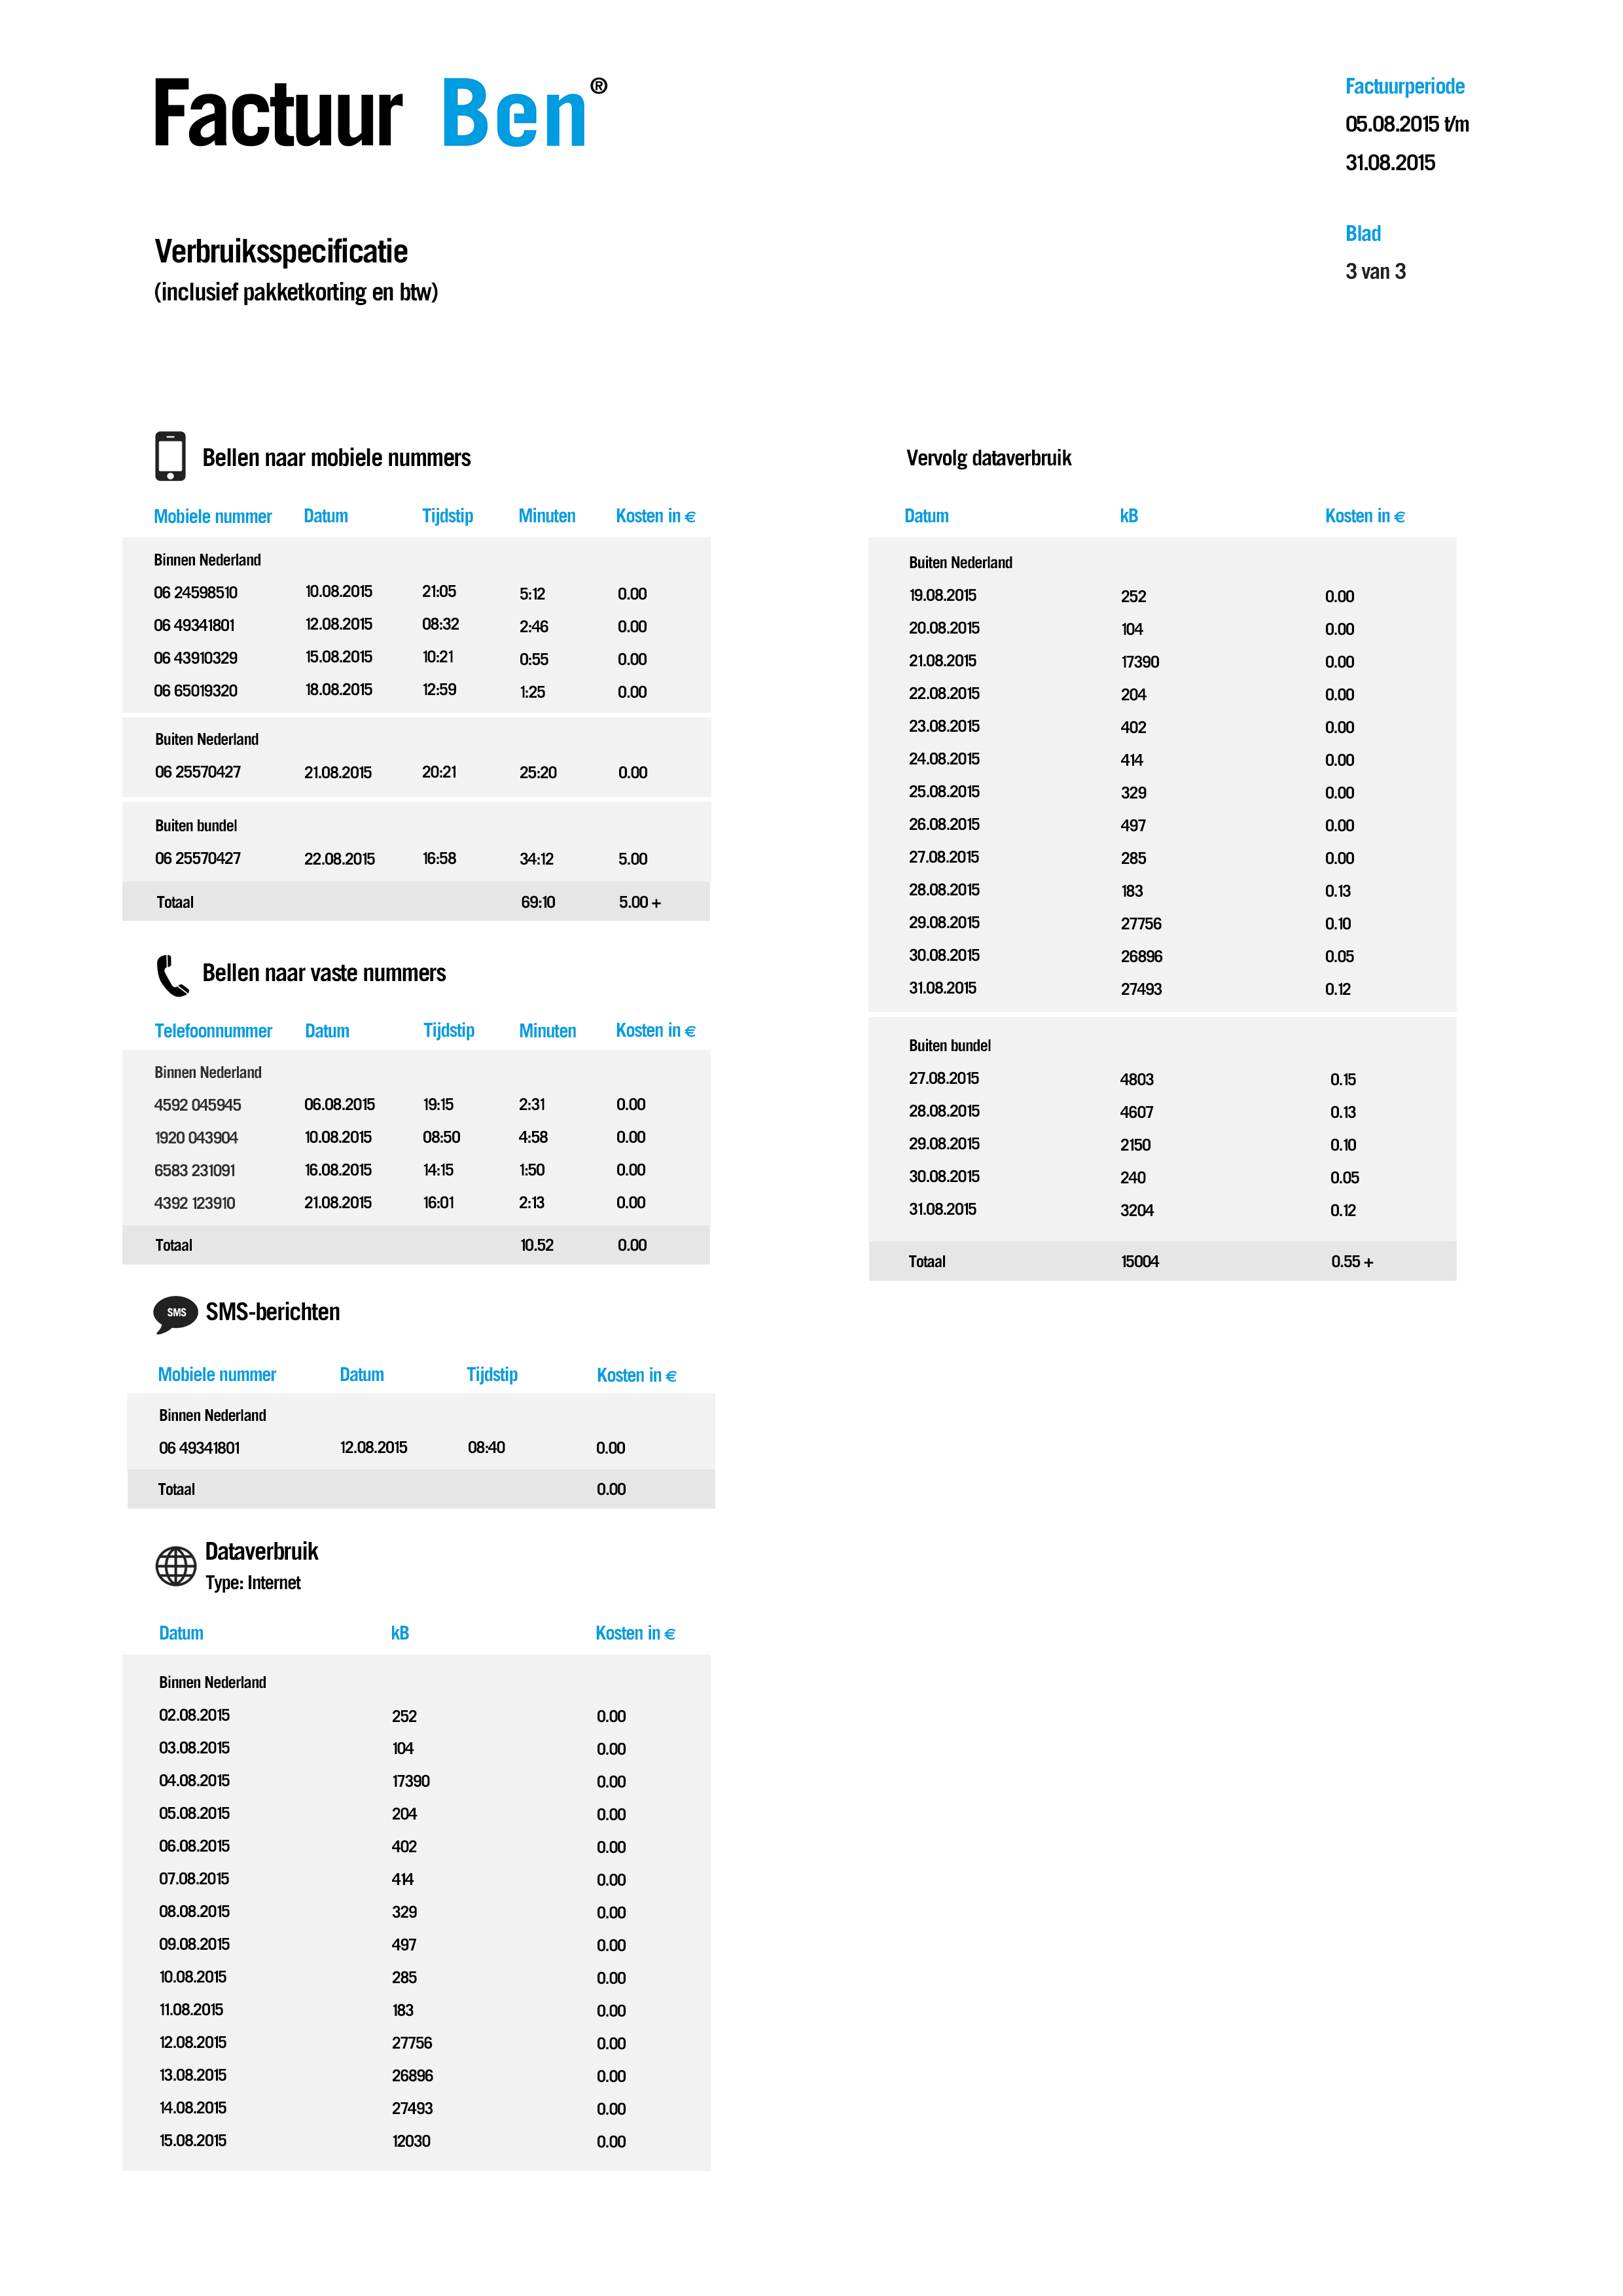 Factuur Ben®
Factuurperiode
05.08.2015 t/m
31.08.2015
Blad
3 van 3
Verbruiksspecificatie
(inclusief pakketkorting en btw)
Bellen naar mobiele nummers
Mobiele nummer Datum Tijdstip Minuten Kosten in €
Binnen Nederland
06 24598510 10.08.2015 21:05 5:12 0.00
06 49341801 12.08.2015 08:32 2:46 0.00
06 43910329 15.08.2015 10:21 0:55 0.00
06 65019320 18.08.2015 12:59 1:25 0.00
Buiten Nederland
06 25570427 21.08.2015 20:21 25:20 0.00
Buiten bundel
06 25570427 22.08.2015 16:58 34:12 5.00
Totaal 69:10 5.00 +
Bellen naar vaste nummers
Telefoonnummer Datum Tijdstip Minuten Kosten in €
Binnen Nederland
4592 045945 06.08.2015 19:15 2:31 0.00
1920 043904 10.08.2015 08:50 4:58 0.00
6583 231091 16.08.2015 14:15 1:50 0.00
4392 123910 21.08.2015 16:01 2:13 0.00
Totaal 10.52 0.00
SMS SMS-berichten
Mobiele nummer Datum Tijdstip Kosten in €
Binnen Nederland
06 49341801 12.08.2015 08:40 0.00
Totaal 0.00
Dataverbruik
Type: Internet
Datum kB Kosten in €
Binnen Nederland
02.08.2015 252 0.00
03.08.2015 104 0.00
04.08.2015 17390 0.00
05.08.2015 204 0.00
06.08.2015 402 0.00
07.08.2015 414 0.00
08.08.2015 329 0.00
09.08.2015 497 0.00
10.08.2015 285 0.00
11.08.2015 183 0.00
12.08.2015 27756 0.00
13.08.2015 26896 0.00
14.08.2015 27493 0.00
15.08.2015 12030 0.00
Vervolg dataverbruik
Datum kB Kosten in €
Buiten Nederland
19.08.2015 252 0.00
20.08.2015 104 0.00
21.08.2015 17390 0.00
22.08.2015 204 0.00
23.08.2015 402 0.00
24.08.2015 414 0.00
25.08.2015 329 0.00
26.08.2015 497 0.00
27.08.2015 285 0.00
28.08.2015 183 0.13
29.08.2015 27756 0.10
30.08.2015 26896 0.05
31.08.2015 27493 0.12
Buiten bundel
27.08.2015 4803 0.15
28.08.2015 4607 0.13
29.08.2015 2150 0.10
30.08.2015 240 0.05
31.08.2015 3204 0.12
Totaal 15004 0.55 +